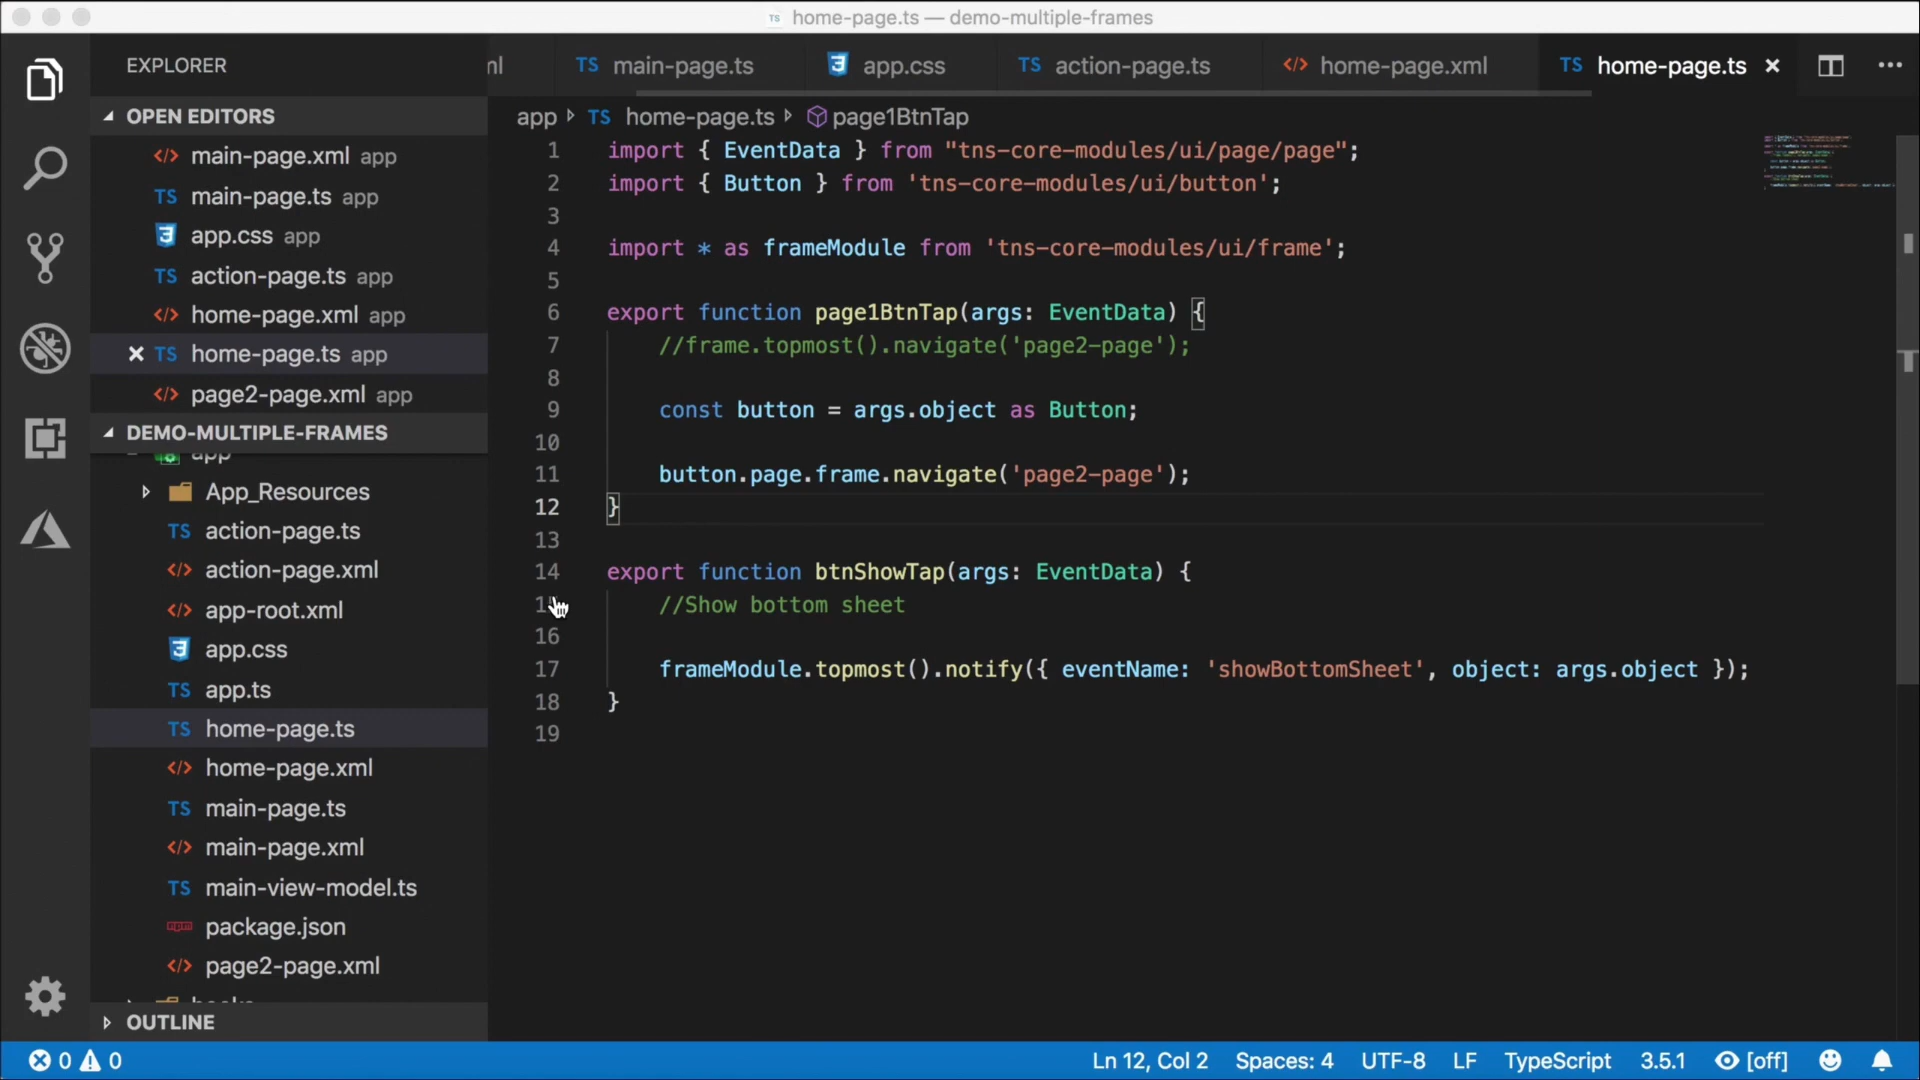 TS home-page.ts — demo-multiple-frames
EXPLORER
OPEN EDITORS
</> main-page.xml app
TS main-page.ts app
app.css app
TS action-page.ts app
</> home-page.xml app
TS home-page.ts app
</> page2-page.xml app
DEMO-MULTIPLE-FRAMES
app
App_Resources
TS action-page.ts
</> action-page.xml
</> app-root.xml
app.css
TS app.ts
TS home-page.ts
</> home-page.xml
TS main-page.ts
</> main-page.xml
TS main-view-model.ts
package.json
</> page2-page.xml
OUTLINE
ml TS main-page.ts app.css TS action-page.ts </> home-page.xml TS home-page.ts
app TS home-page.ts page1BtnTap
1 import { EventData } from "tns-core-modules/ui/page/page";
2 import { Button } from 'tns-core-modules/ui/button';
3
4 import * as frameModule from 'tns-core-modules/ui/frame';
5
6 export function page1BtnTap(args: EventData) {
7 //frame.topmost().navigate('page2-page');
8
9 const button = args.object as Button;
10
11 button.page.frame.navigate('page2-page');
12 }
13
14 export function btnShowTap(args: EventData) {
15 //Show bottom sheet
16
17 frameModule.topmost().notify({ eventName: 'showBottomSheet', object: args.object });
18 }
19
0 0 Ln 12, Col 2 Spaces: 4 UTF-8 LF TypeScript 3.5.1 [off]